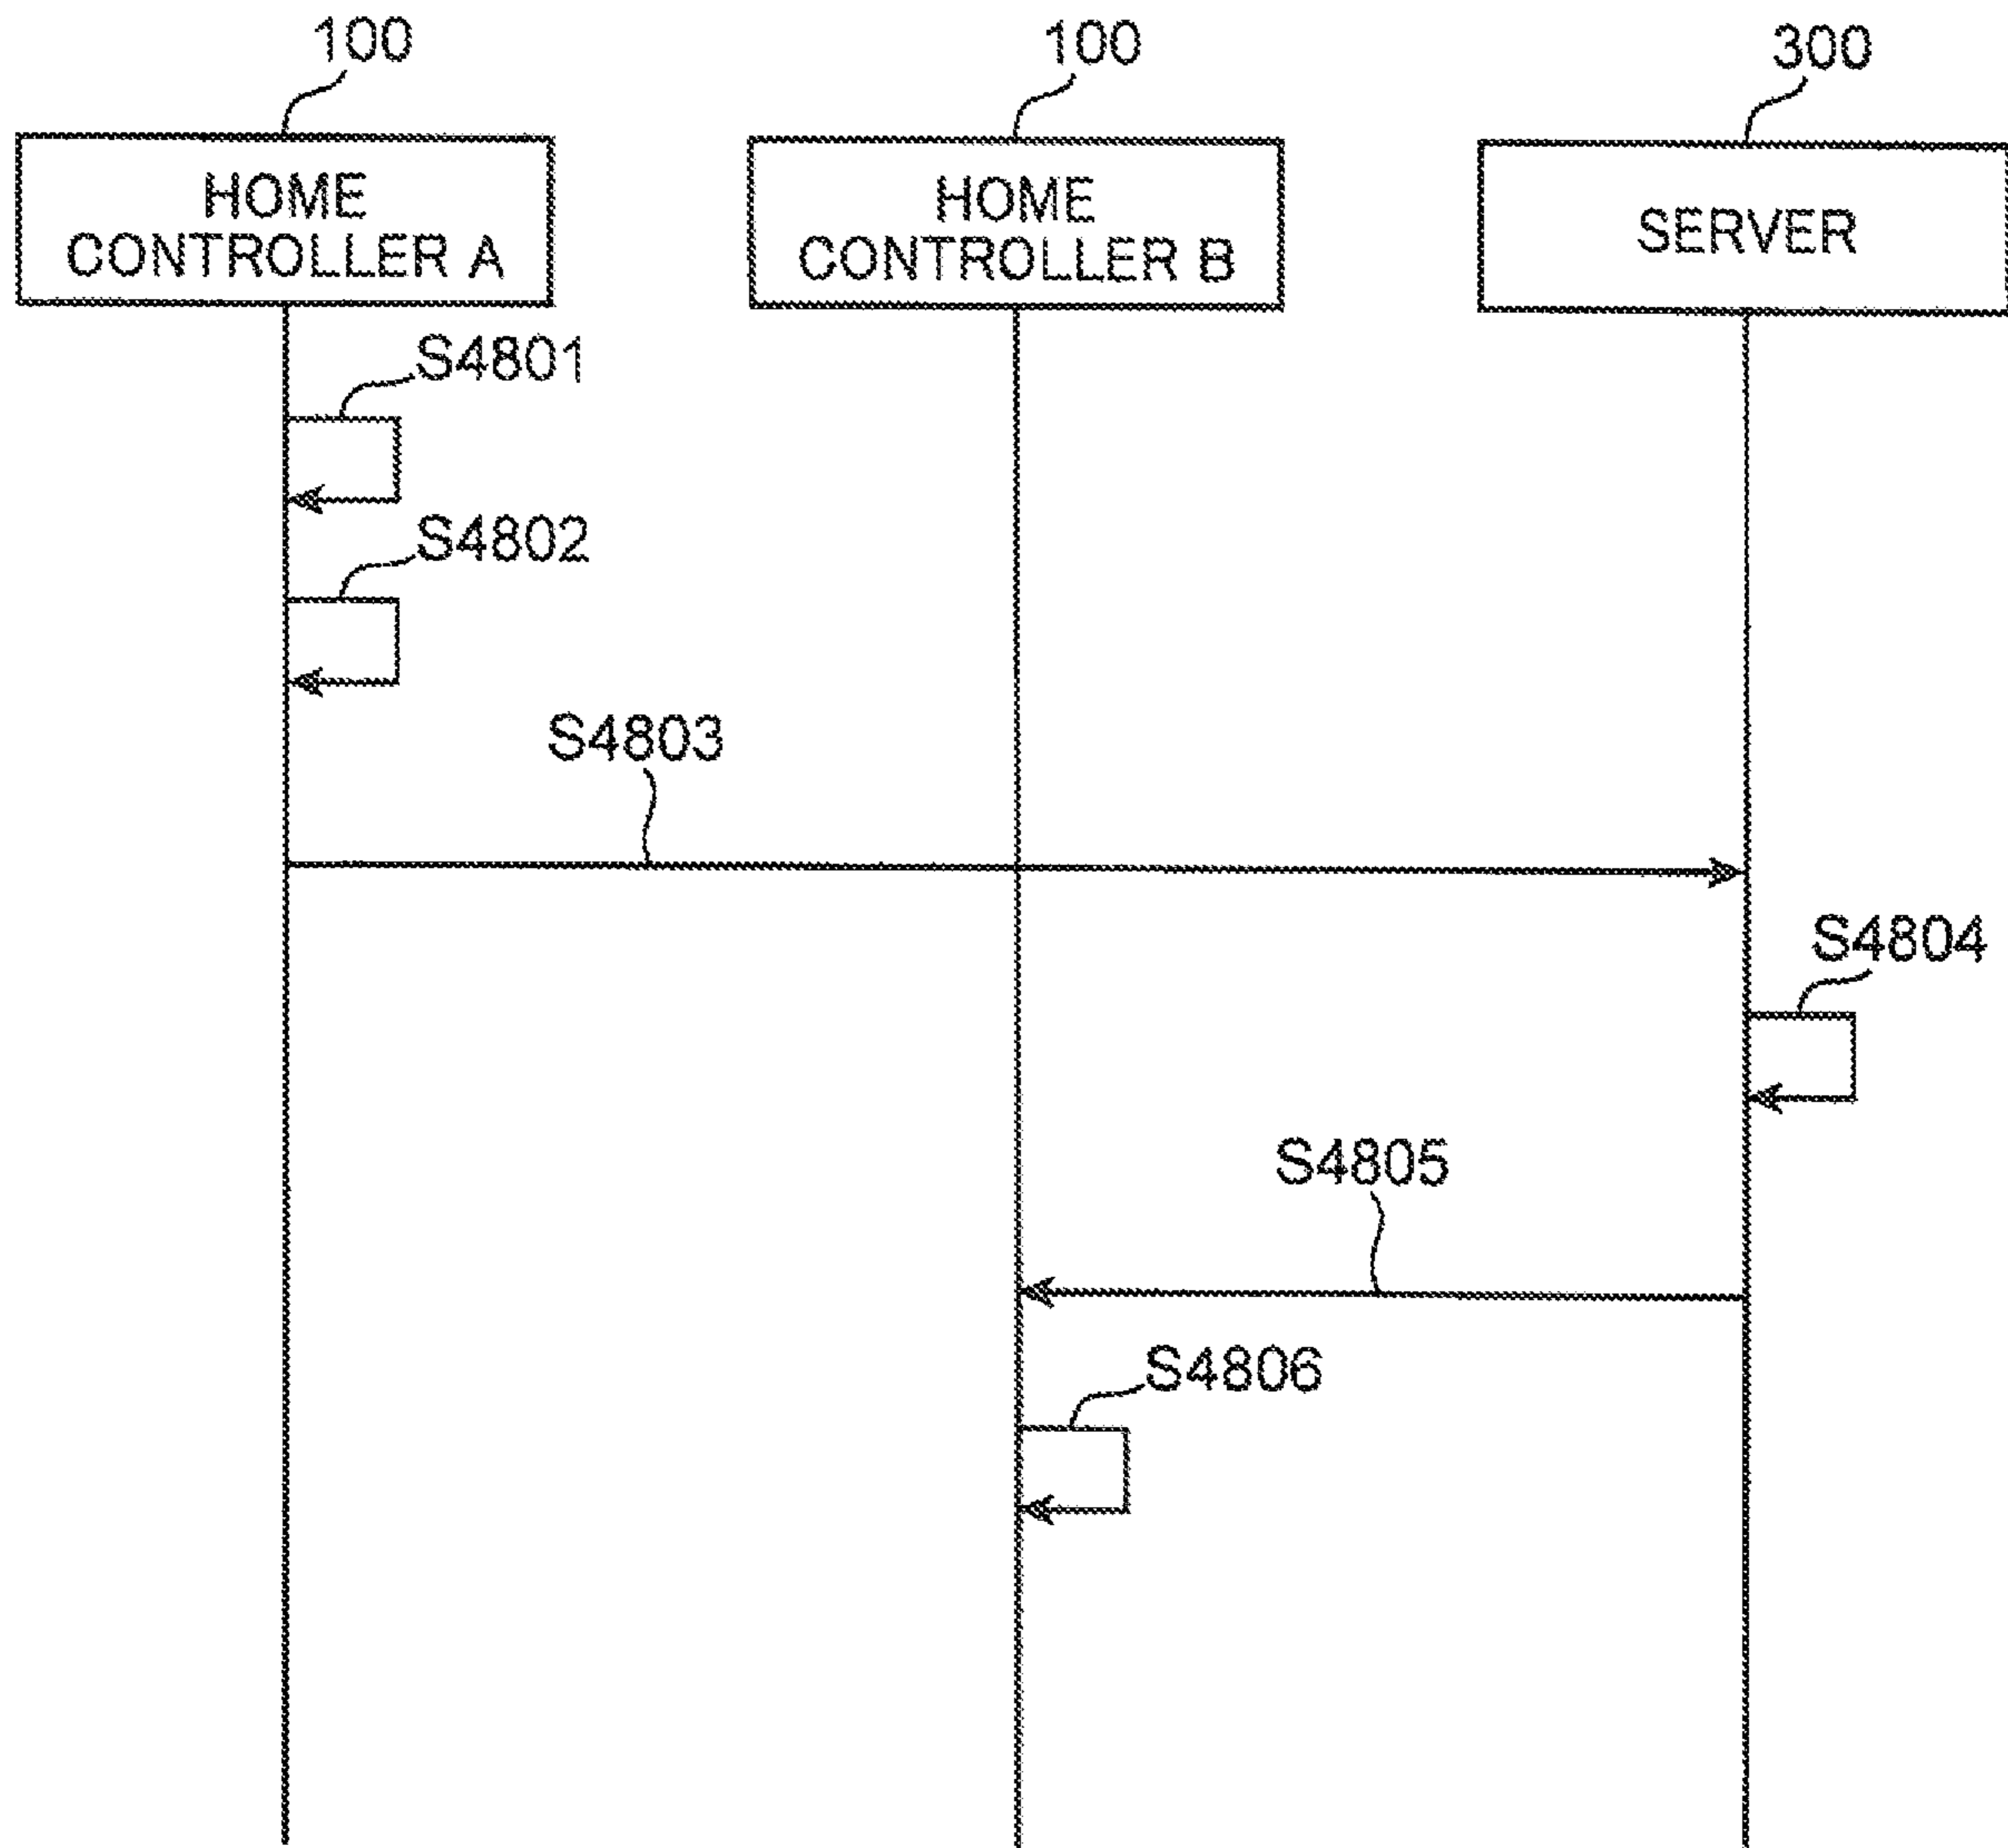 100
100
300
HOME
CONTROLLER A
HOME
CONTROLLER B
SERVER
S4801
S4802
S4803
S4804
S4805
S4806